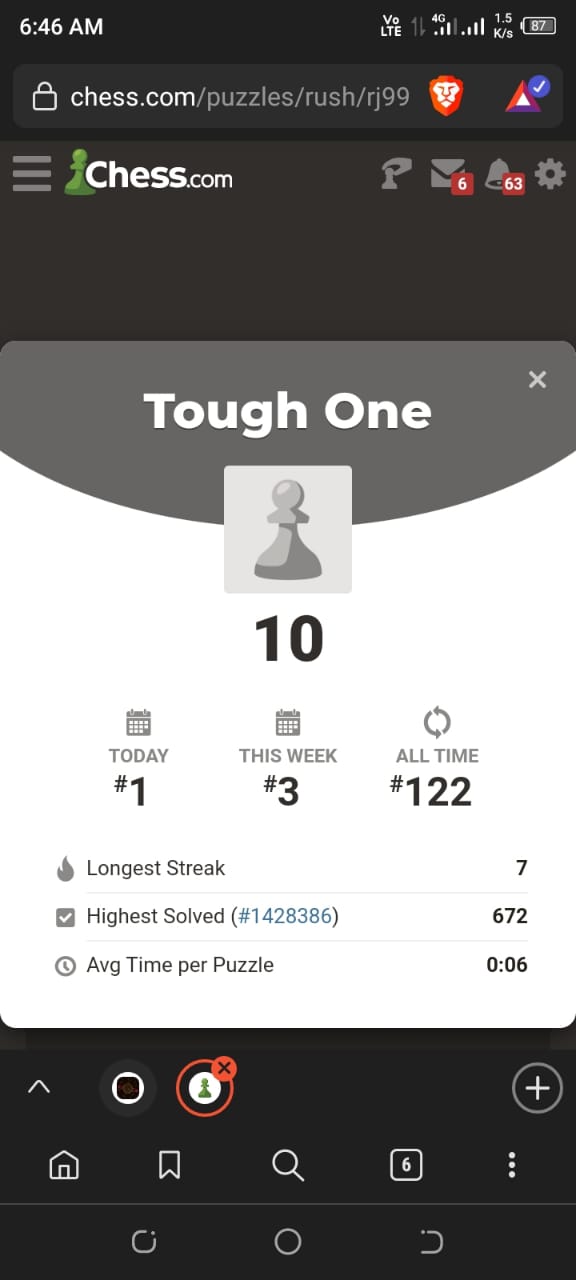 6:46 AM
Vo LTE 4G 1.5 K/s 87
chess.com/puzzles/rush/rj99
Chess.com
6 63
Tough One
10
TODAY THIS WEEK ALL TIME
#1 #3 #122
Longest Streak 7
Highest Solved (#1428386) 672
Avg Time per Puzzle 0:06
6